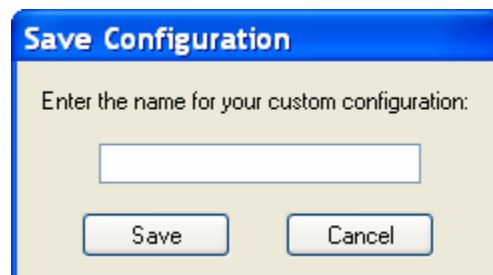 Save Configuration
Enter the name for your custom configuration:
Save Cancel